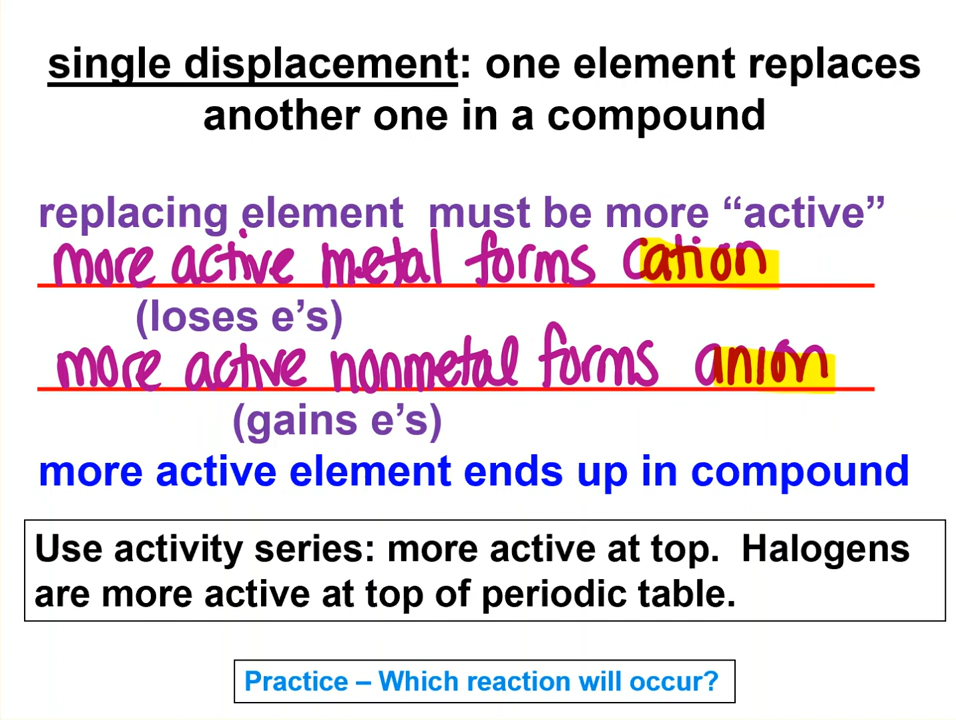 single displacement: one element replaces
another one in a compound
replacing element must be more “active”
more active metal forms cation
(loses e’s)
more active nonmetal forms anion
(gains e’s)
more active element ends up in compound
Use activity series: more active at top. Halogens
are more active at top of periodic table.
Practice – Which reaction will occur?